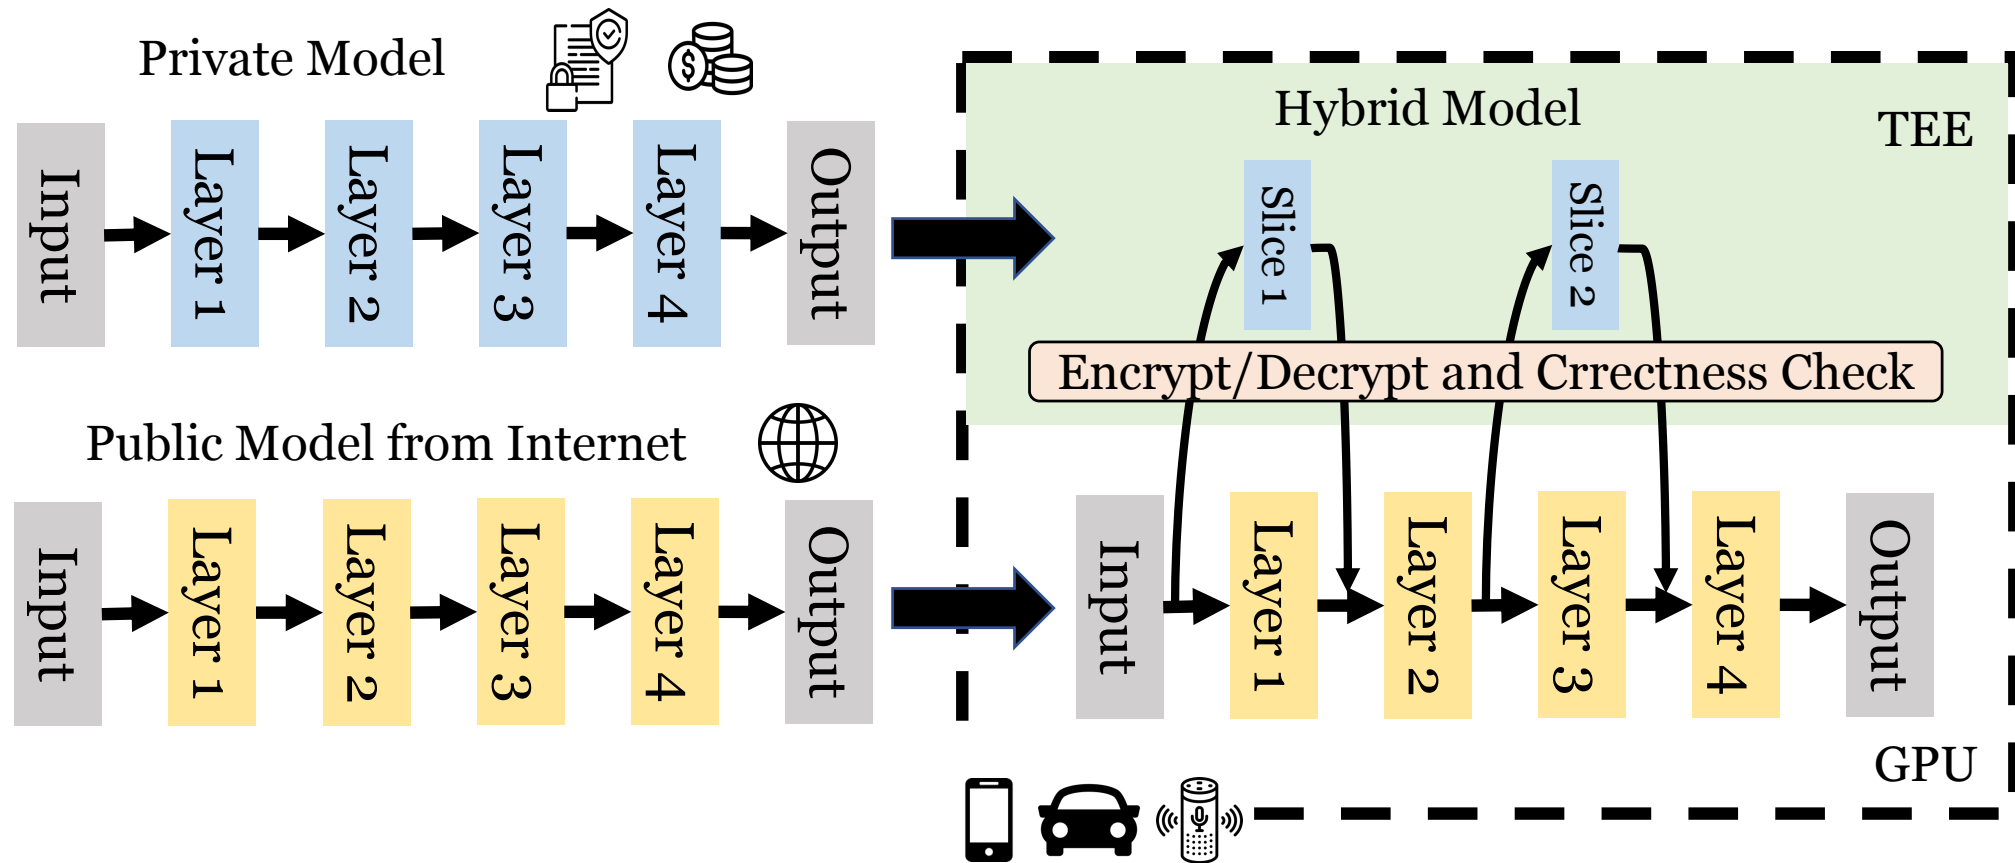 Private Model
Input
Layer 1
Layer 2
Layer 3
Layer 4
Output
Public Model from Internet
Input
Layer 1
Layer 2
Layer 3
Layer 4
Output
Hybrid Model
TEE
Slice 1
Slice 2
Encrypt/Decrypt and Crrectness Check
Input
Layer 1
Layer 2
Layer 3
Layer 4
Output
GPU
$